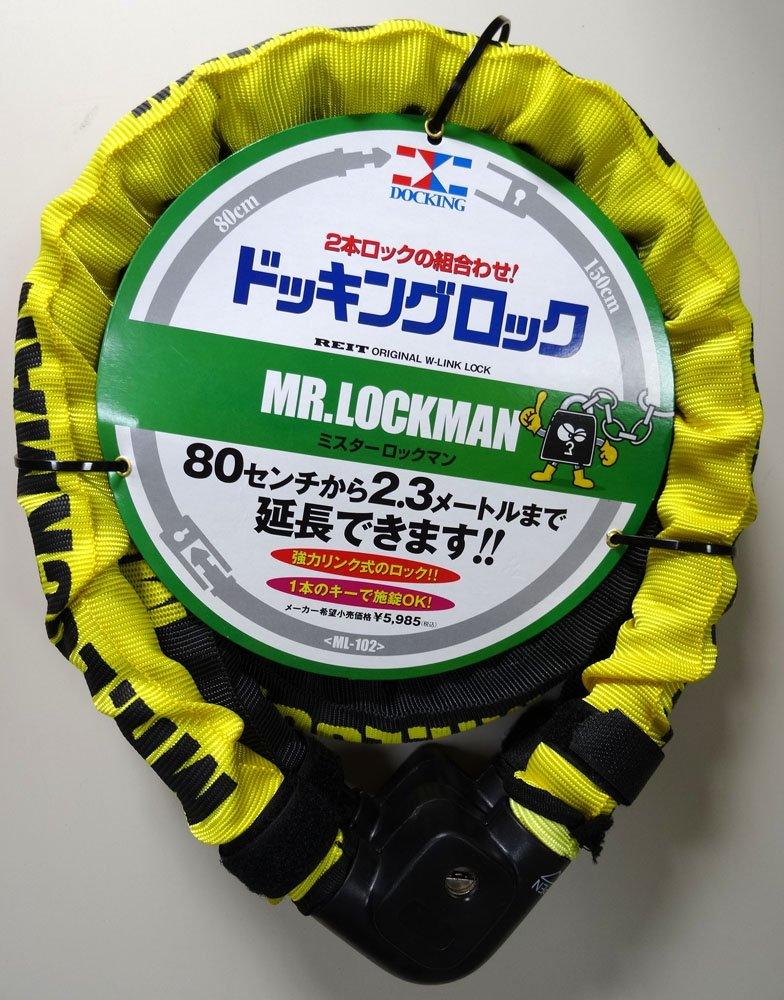 DOCKING
80cm
150cm
2本ロックの組合わせ!
ドッキングロック
REIT ORIGINAL W-LINK LOCK
MR.LOCKMAN
ミスターロックマン
80センチから2.3メートルまで
延長できます!!
強力リンク式のロック!!
1本のキーで施錠OK!
メーカー希望小売価格 ¥5,985(税込)
<ML-102>